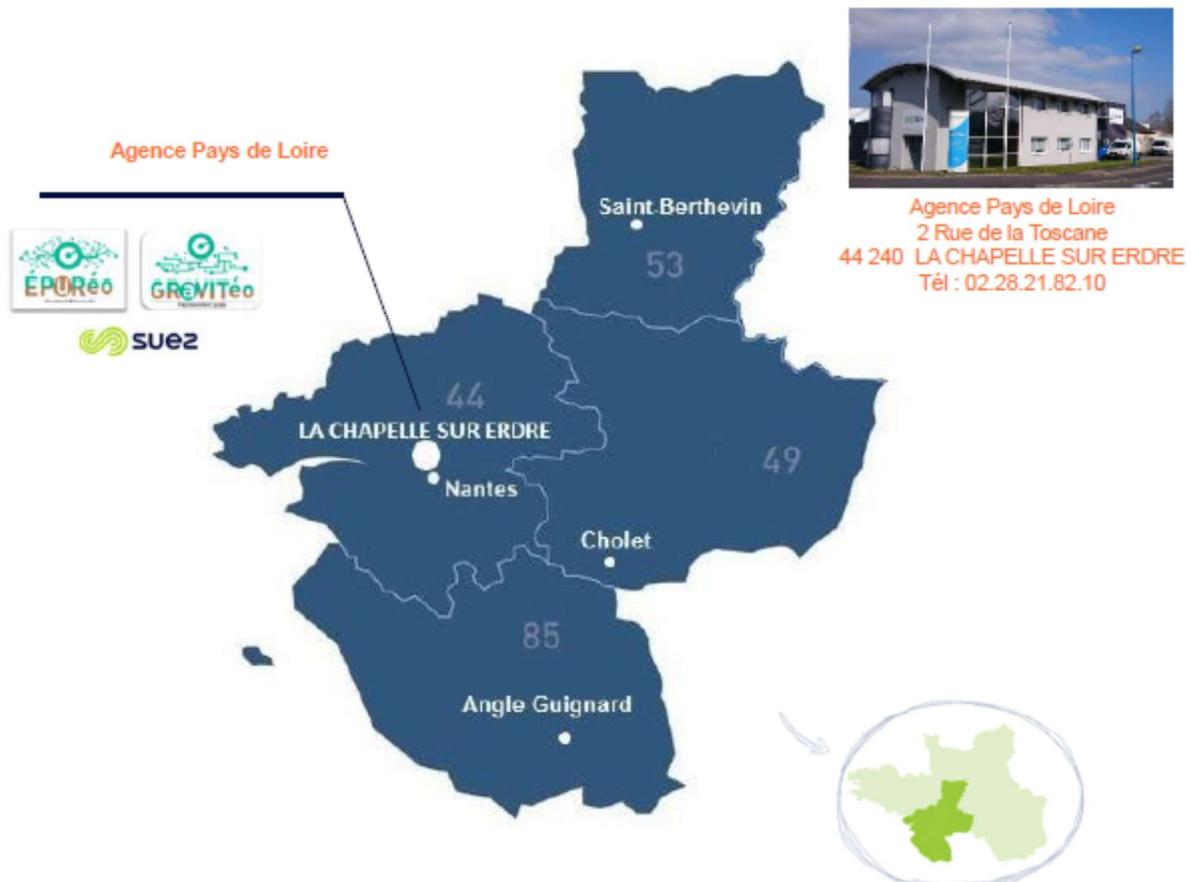 Agence Pays de Loire
ÉPURéo
GRaVITéo
suez
Agence Pays de Loire
2 Rue de la Toscane
44 240 LA CHAPELLE SUR ERDRE
Tél : 02.28.21.82.10
Saint-Berthevin
53
44
LA CHAPELLE SUR ERDRE
Nantes
49
Cholet
85
Angle Guignard